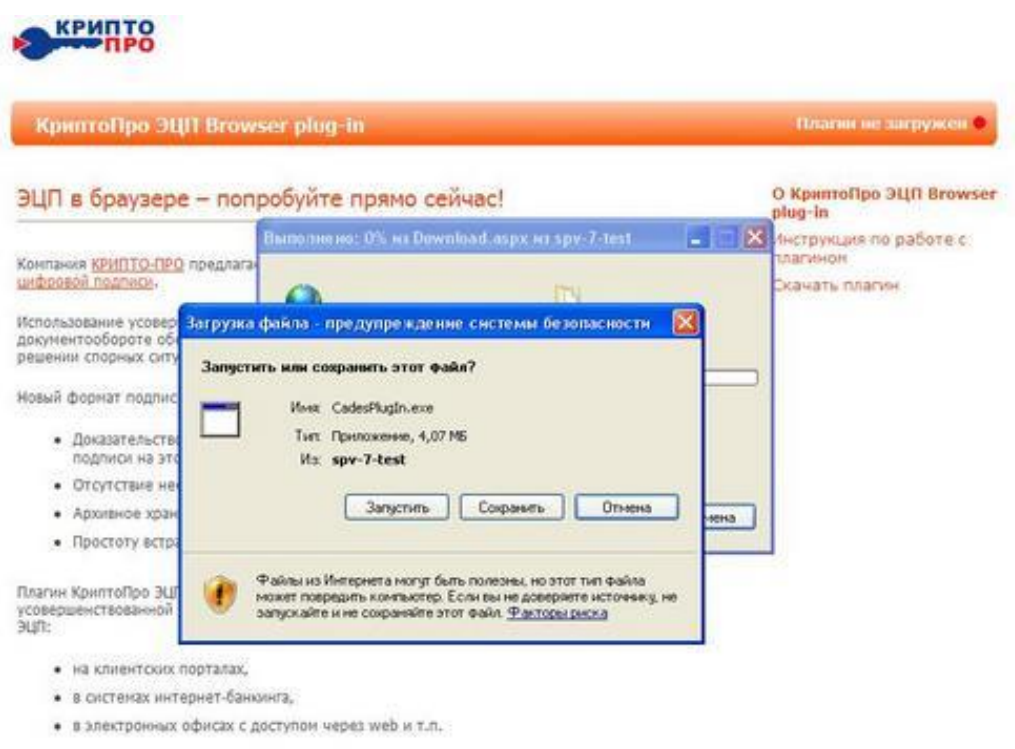 КРИПТО
ПРО
КриптоПро ЭЦП Browser plug-in
Плагин не загружен
ЭЦП в браузере – попробуйте прямо сейчас!
О КриптоПро ЭЦП Browser
plug-in
Инструкция по работе с
плагином
Скачать плагин
Выполнено: 0% из Download.aspx из spv-7-test
Компания КРИПТО-ПРО предлага
цифровой подписи.
Использование усовер
документообороте об
решении спорных ситу
Новый формат подпис
Доказательство
подписи на это
Отсутствие не
Архивное хран
Простоту встра
Загрузка файла - предупреждение системы безопасности
Запустить или сохранить этот файл?
Имя: CadesPlugIn.exe
Тип: Приложение, 4,07 МБ
Из: spv-7-test
Запустить
Сохранить
Отмена
мена
Файлы из Интернета могут быть полезны, но этот тип файла
может повредить компьютер. Если вы не доверяете источнику, не
запускайте и не сохраняйте этот файл. Факторы риска
Плагин КриптоПро ЭЦП
усовершенствованной
ЭЦП:
на клиентских порталах,
в системах интернет-банкинга,
в электронных офисах с доступом через web и т.п.